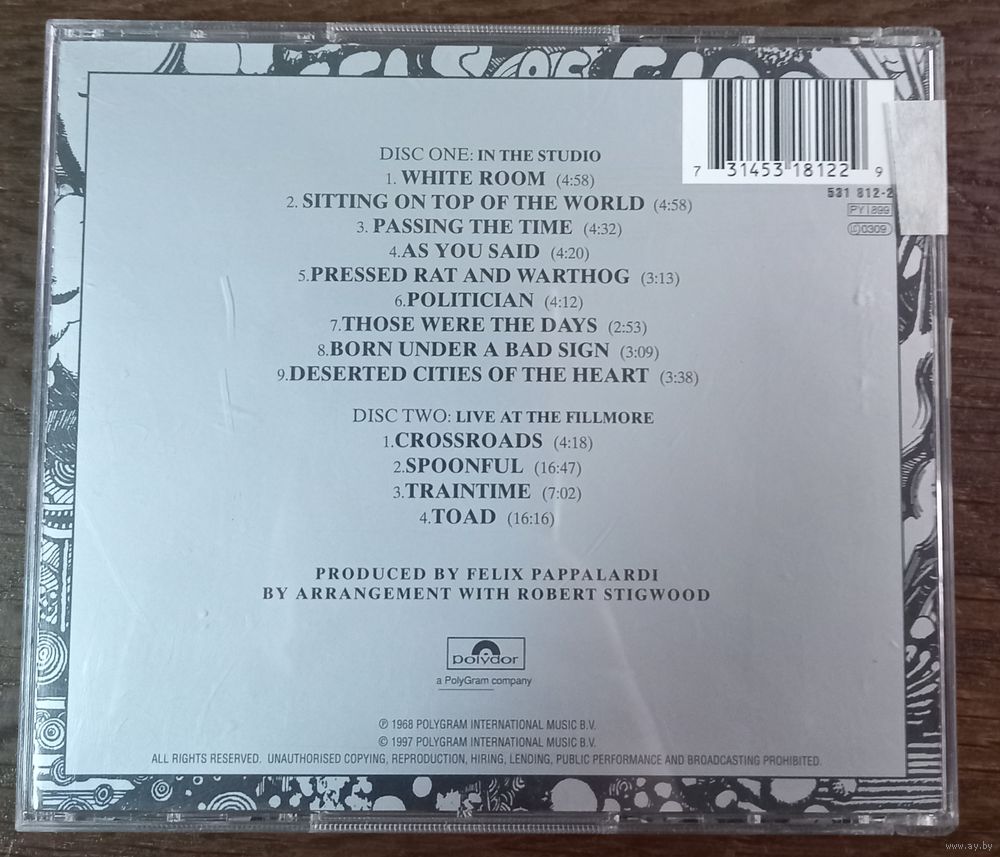 DISC ONE: IN THE STUDIO
1. WHITE ROOM (4:58)
2. SITTING ON TOP OF THE WORLD (4:58)
3. PASSING THE TIME (4:32)
4. AS YOU SAID (4:20)
5. PRESSED RAT AND WARTHOG (3:13)
6. POLITICIAN (4:12)
7. THOSE WERE THE DAYS (2:53)
8. BORN UNDER A BAD SIGN (3:09)
9. DESERTED CITIES OF THE HEART (3:38)
DISC TWO: LIVE AT THE FILLMORE
1. CROSSROADS (4:18)
2. SPOONFUL (16:47)
3. TRAINTIME (7:02)
4. TOAD (16:16)
PRODUCED BY FELIX PAPPALARDI
BY ARRANGEMENT WITH ROBERT STIGWOOD
polydor
a PolyGram company
℗ 1968 POLYGRAM INTERNATIONAL MUSIC B.V.
© 1997 POLYGRAM INTERNATIONAL MUSIC B.V.
ALL RIGHTS RESERVED. UNAUTHORISED COPYING, REPRODUCTION, HIRING, LENDING, PUBLIC PERFORMANCE AND BROADCASTING PROHIBITED.
7 31453 18122 9
531 812-2
PY 899
LC 0309
www.ay.by